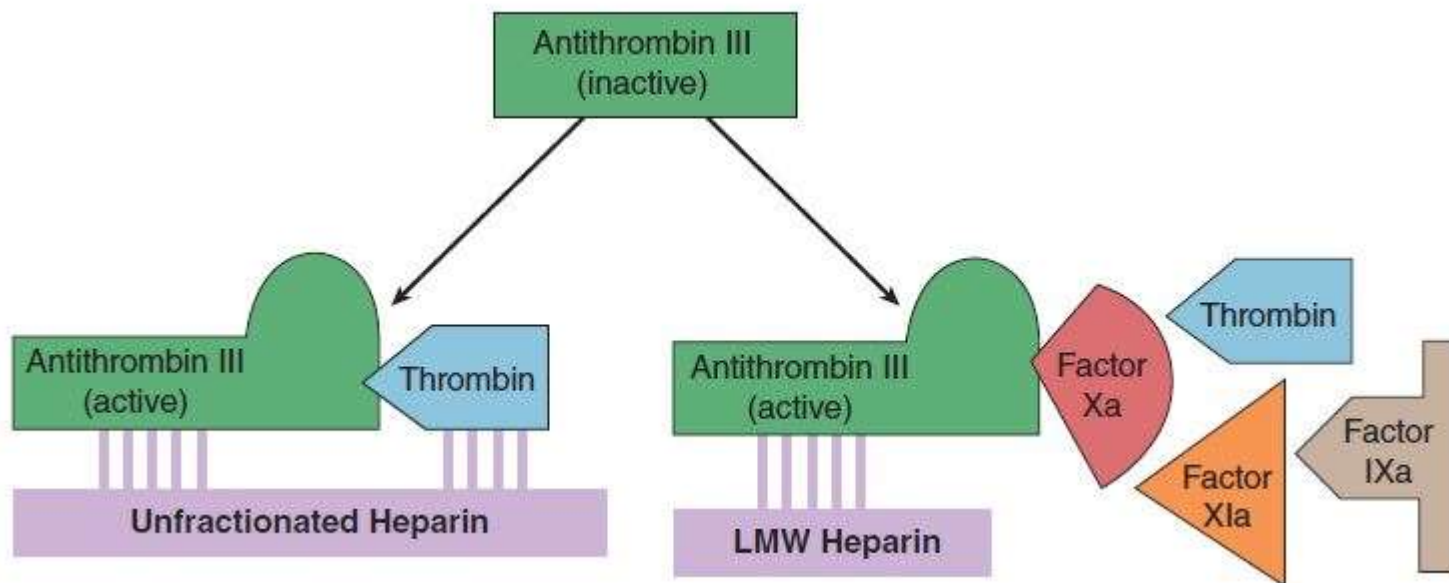 Antithrombin III
(inactive)
Antithrombin III
(active)
Thrombin
Unfractionated Heparin
Antithrombin III
(active)
Factor
Xa
Thrombin
Factor
XIa
Factor
IXa
LMW Heparin